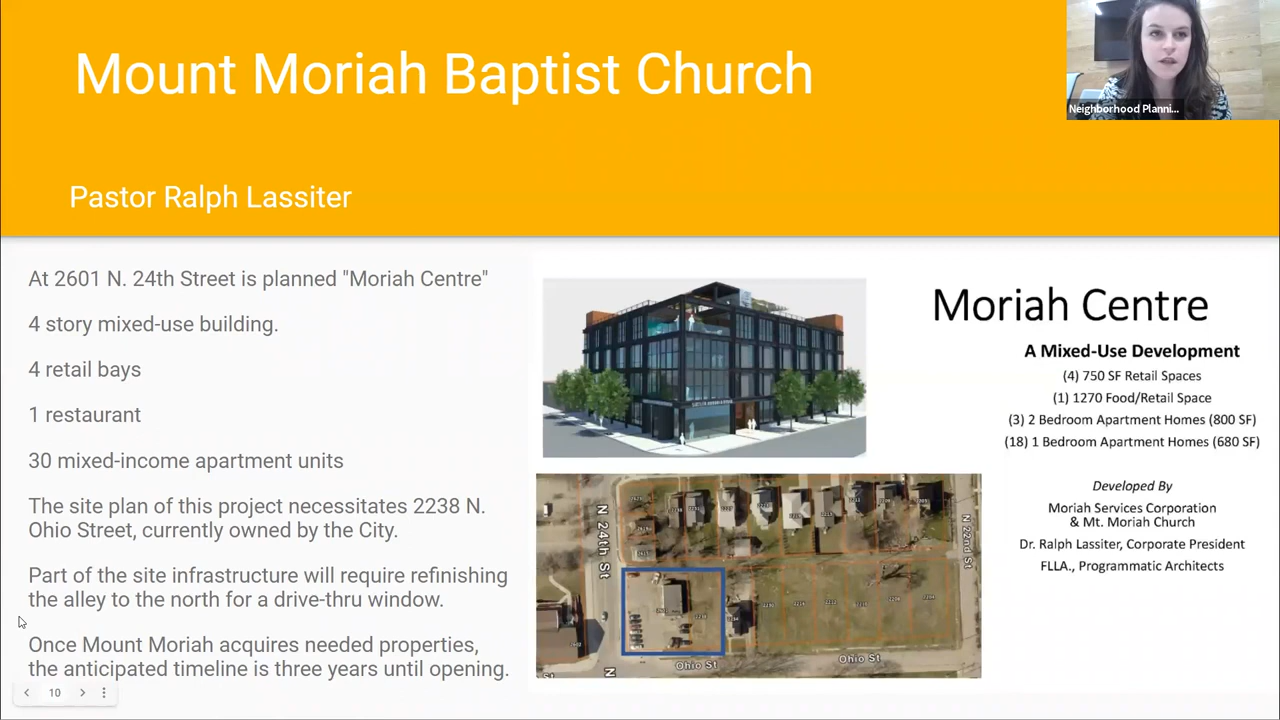 Mount Moriah Baptist Church
Neighborhood Planni...
Pastor Ralph Lassiter
At 2601 N. 24th Street is planned "Moriah Centre"
4 story mixed-use building.
4 retail bays
1 restaurant
30 mixed-income apartment units
The site plan of this project necessitates 2238 N.
Ohio Street, currently owned by the City.
Part of the site infrastructure will require refinishing
the alley to the north for a drive-thru window.
Once Mount Moriah acquires needed properties,
the anticipated timeline is three years until opening.
10
Moriah Centre
A Mixed-Use Development
(4) 750 SF Retail Spaces
(1) 1270 Food/Retail Space
(3) 2 Bedroom Apartment Homes (800 SF)
(18) 1 Bedroom Apartment Homes (680 SF)
Developed By
Moriah Services Corporation
& Mt. Moriah Church
Dr. Ralph Lassiter, Corporate President
FLLA., Programmatic Architects
N 24th St
N 22nd St
Ohio St
Ohio St
N